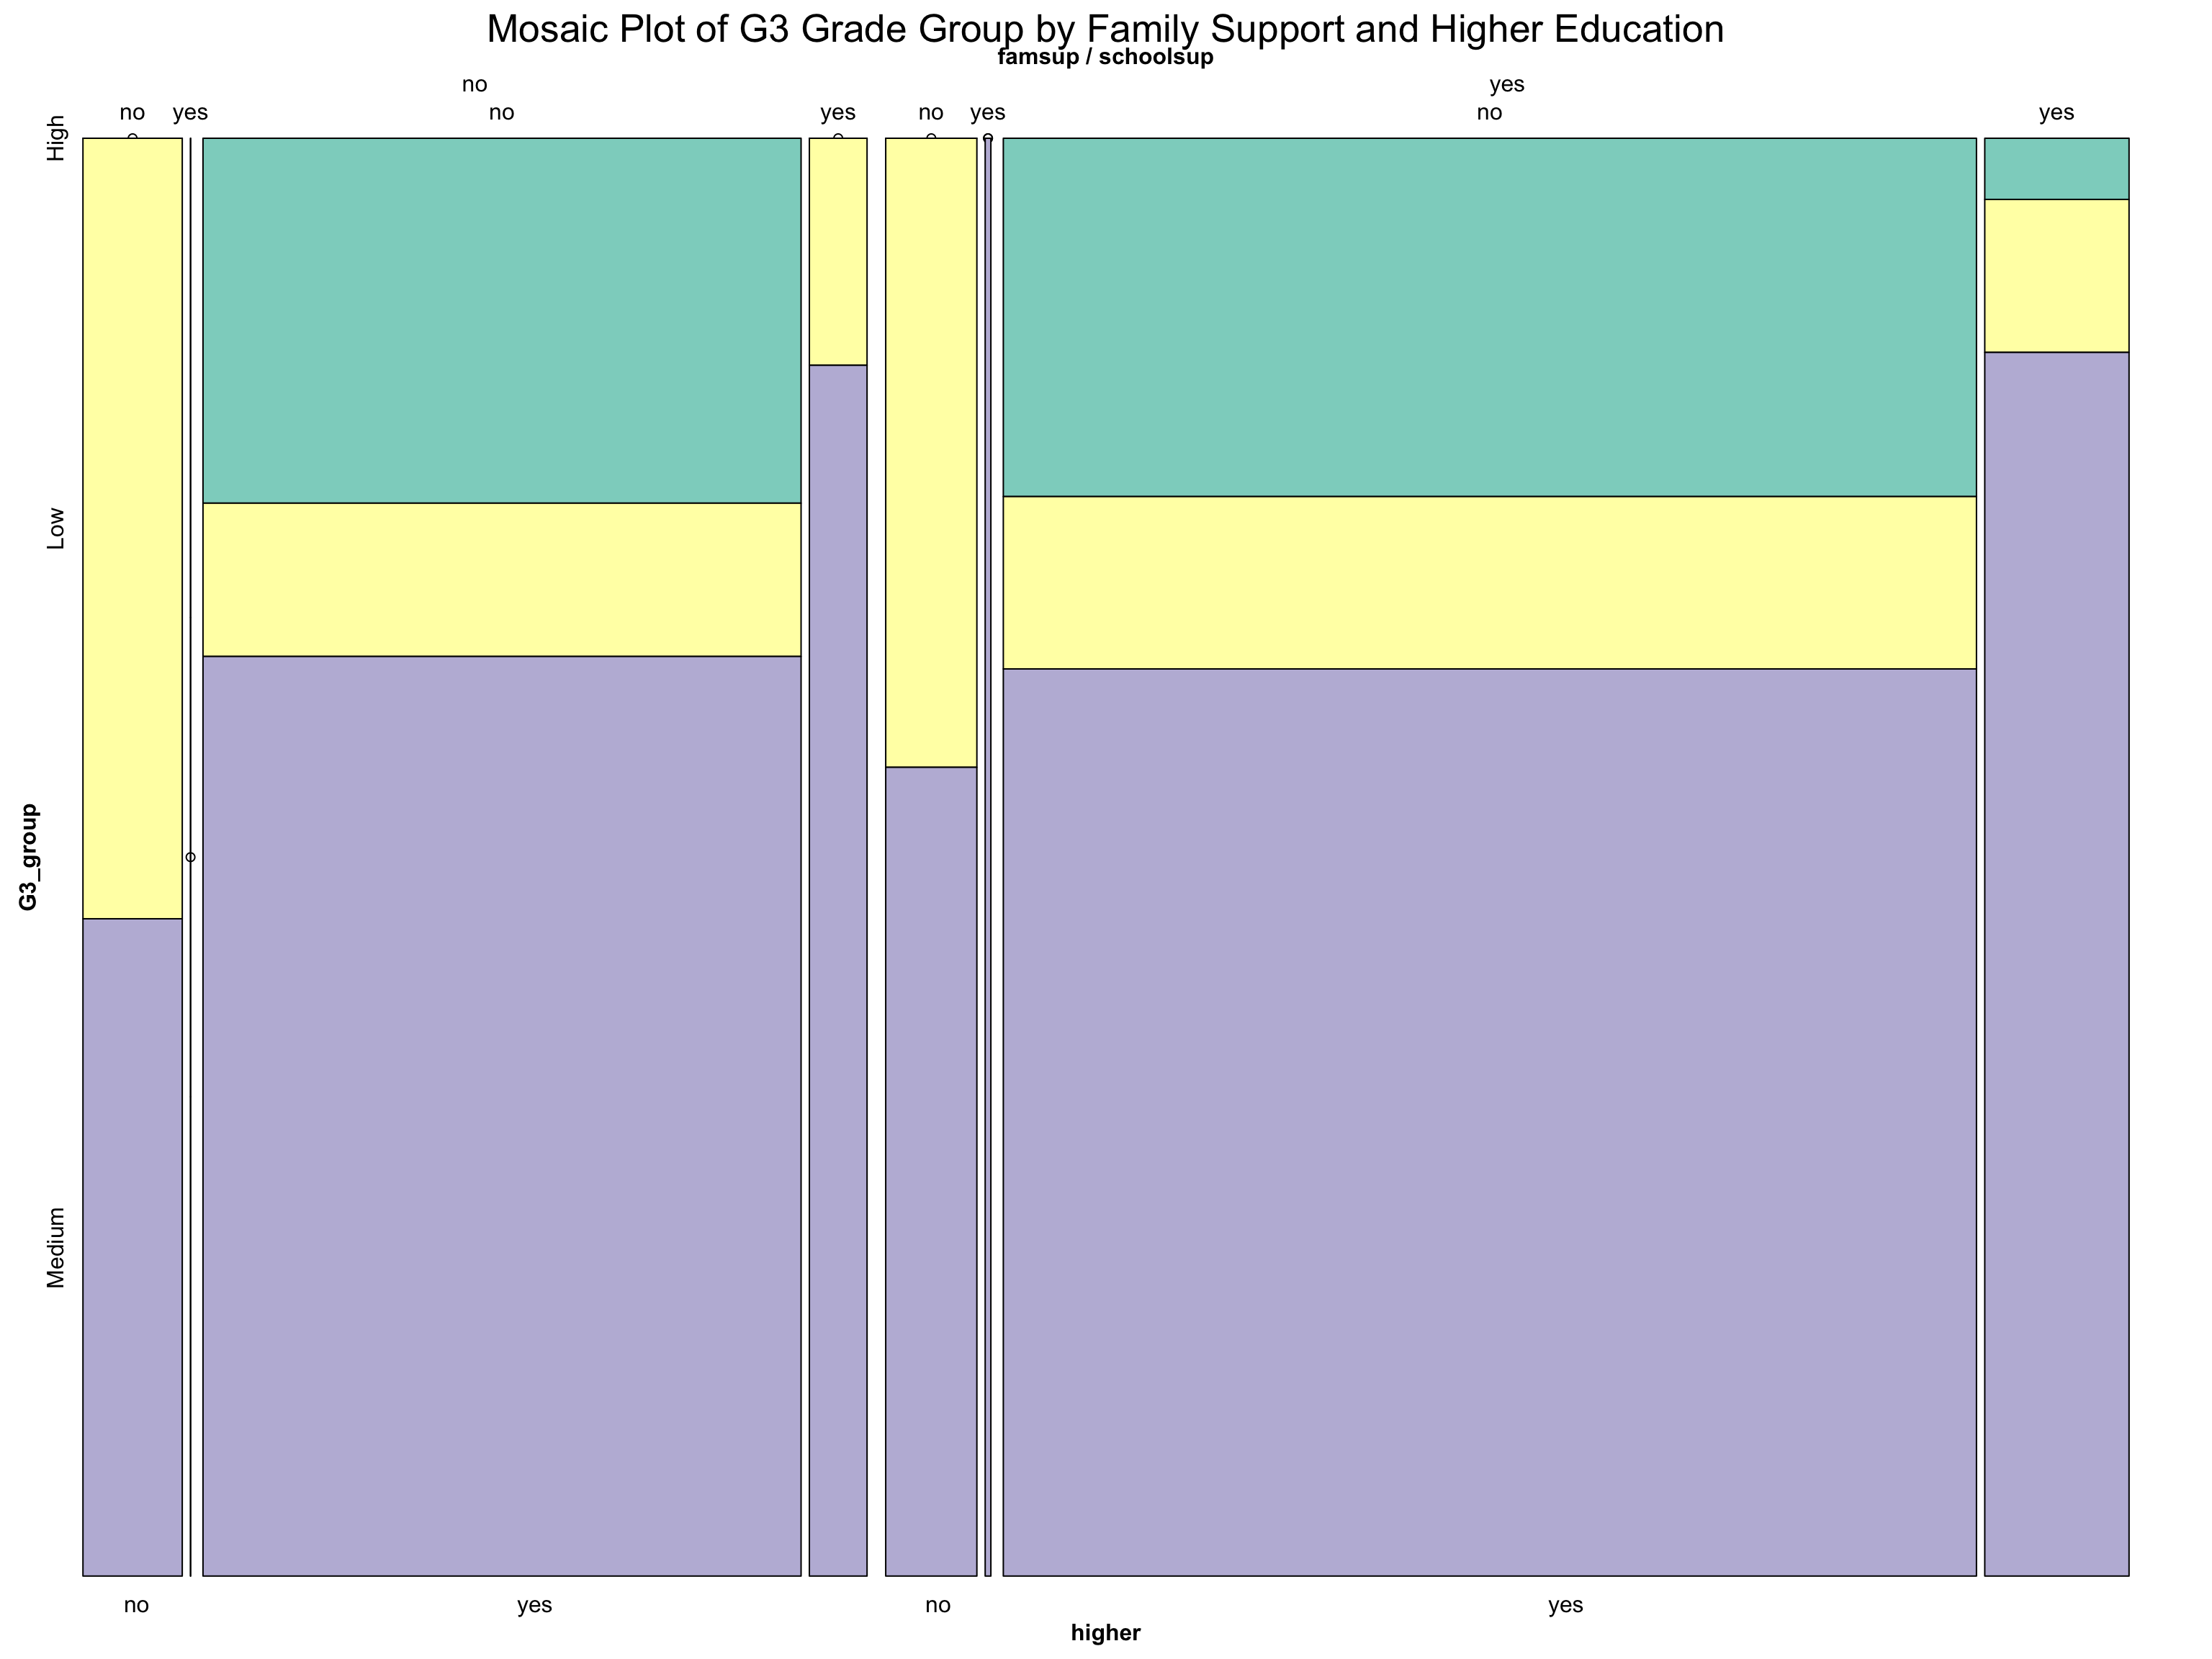 Mosaic Plot of G3 Grade Group by Family Support and Higher Education
famsup / schoolsup
no yes
no yes no yes no yes no yes
High
Low
Medium
G3_group
no yes no yes
higher